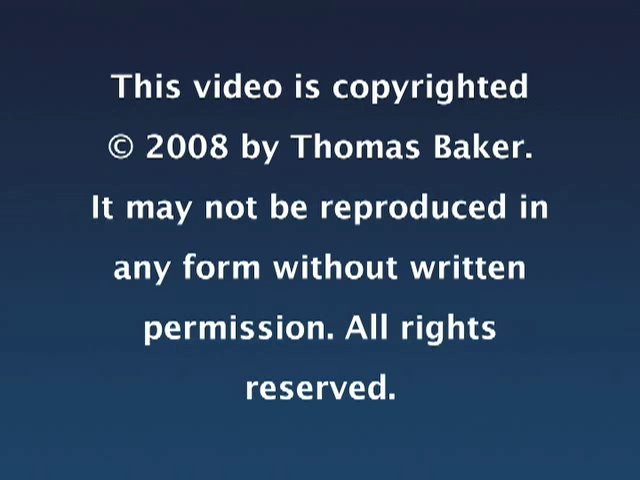 This video is copyrighted
© 2008 by Thomas Baker.
It may not be reproduced in
any form without written
permission. All rights
reserved.